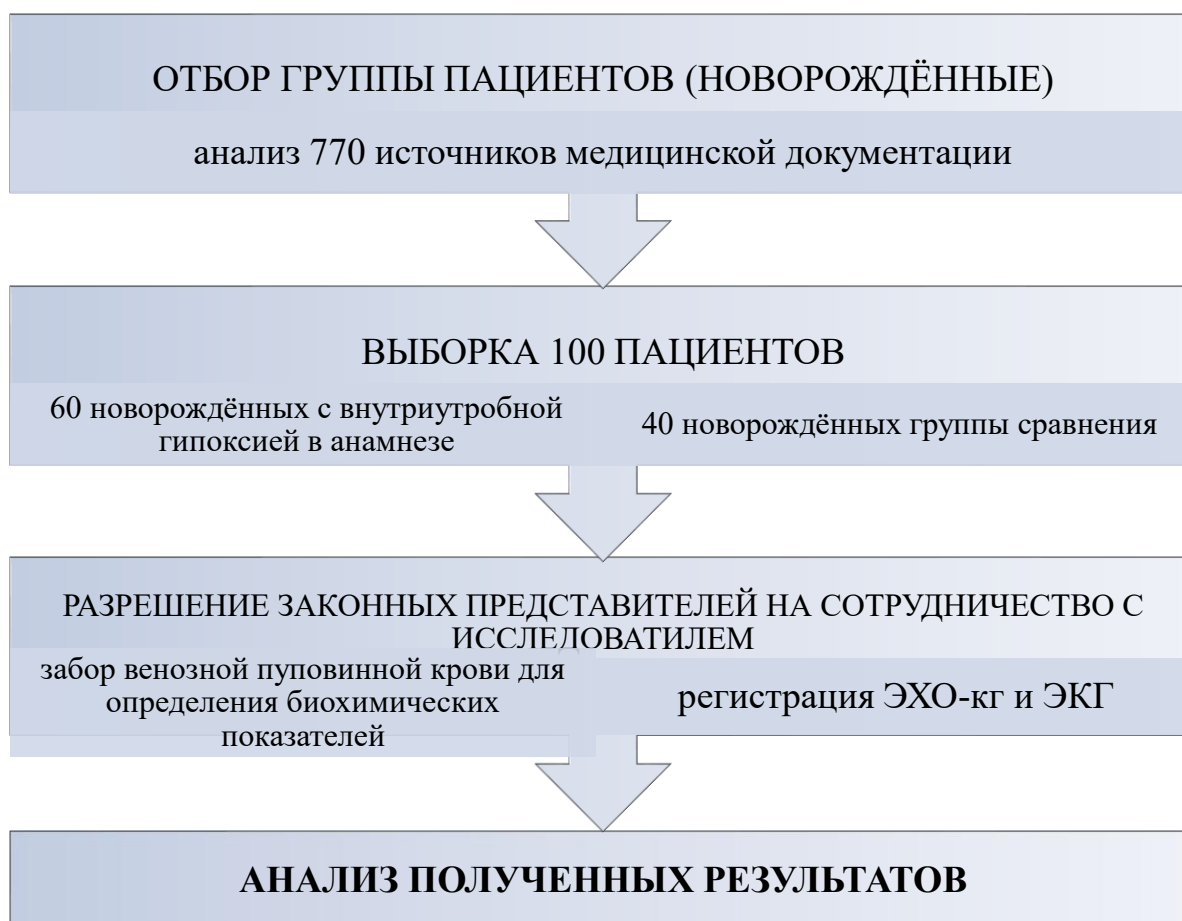 ОТБОР ГРУППЫ ПАЦИЕНТОВ (НОВОРОЖДЁННЫЕ)
анализ 770 источников медицинской документации
ВЫБОРКА 100 ПАЦИЕНТОВ
60 новорождённых с внутриутробной
гипоксией в анамнезе
40 новорождённых группы сравнения
РАЗРЕШЕНИЕ ЗАКОННЫХ ПРЕДСТАВИТЕЛЕЙ НА СОТРУДНИЧЕСТВО С
ИССЛЕДОВАТИЛЕМ
забор венозной пуповинной крови для
определения биохимических
показателей
регистрация ЭХО-кг и ЭКГ
АНАЛИЗ ПОЛУЧЕННЫХ РЕЗУЛЬТАТОВ